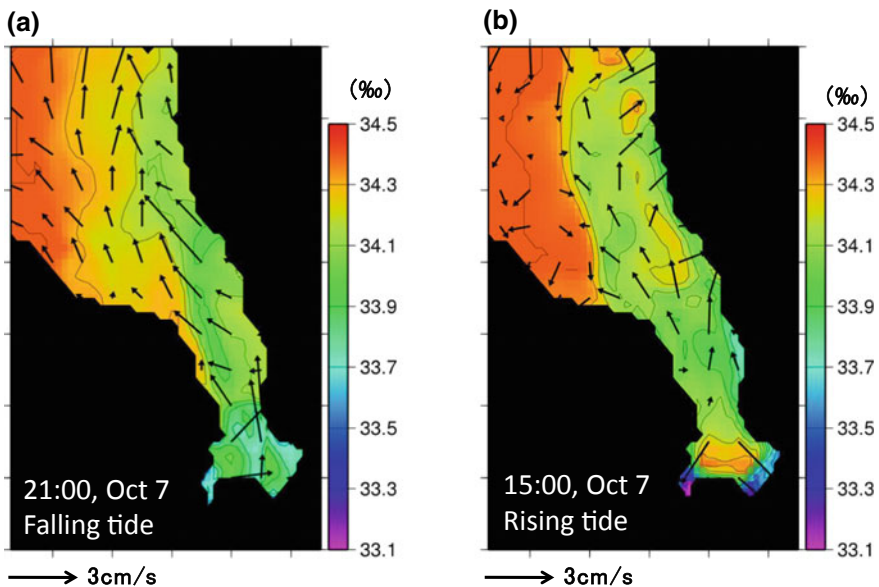 (a)
(‰)
34.5
34.3
34.1
33.9
33.7
33.5
33.3
33.1
21:00, Oct 7
Falling tide
3cm/s
(b)
(‰)
34.5
34.3
34.1
33.9
33.7
33.5
33.3
33.1
15:00, Oct 7
Rising tide
3cm/s